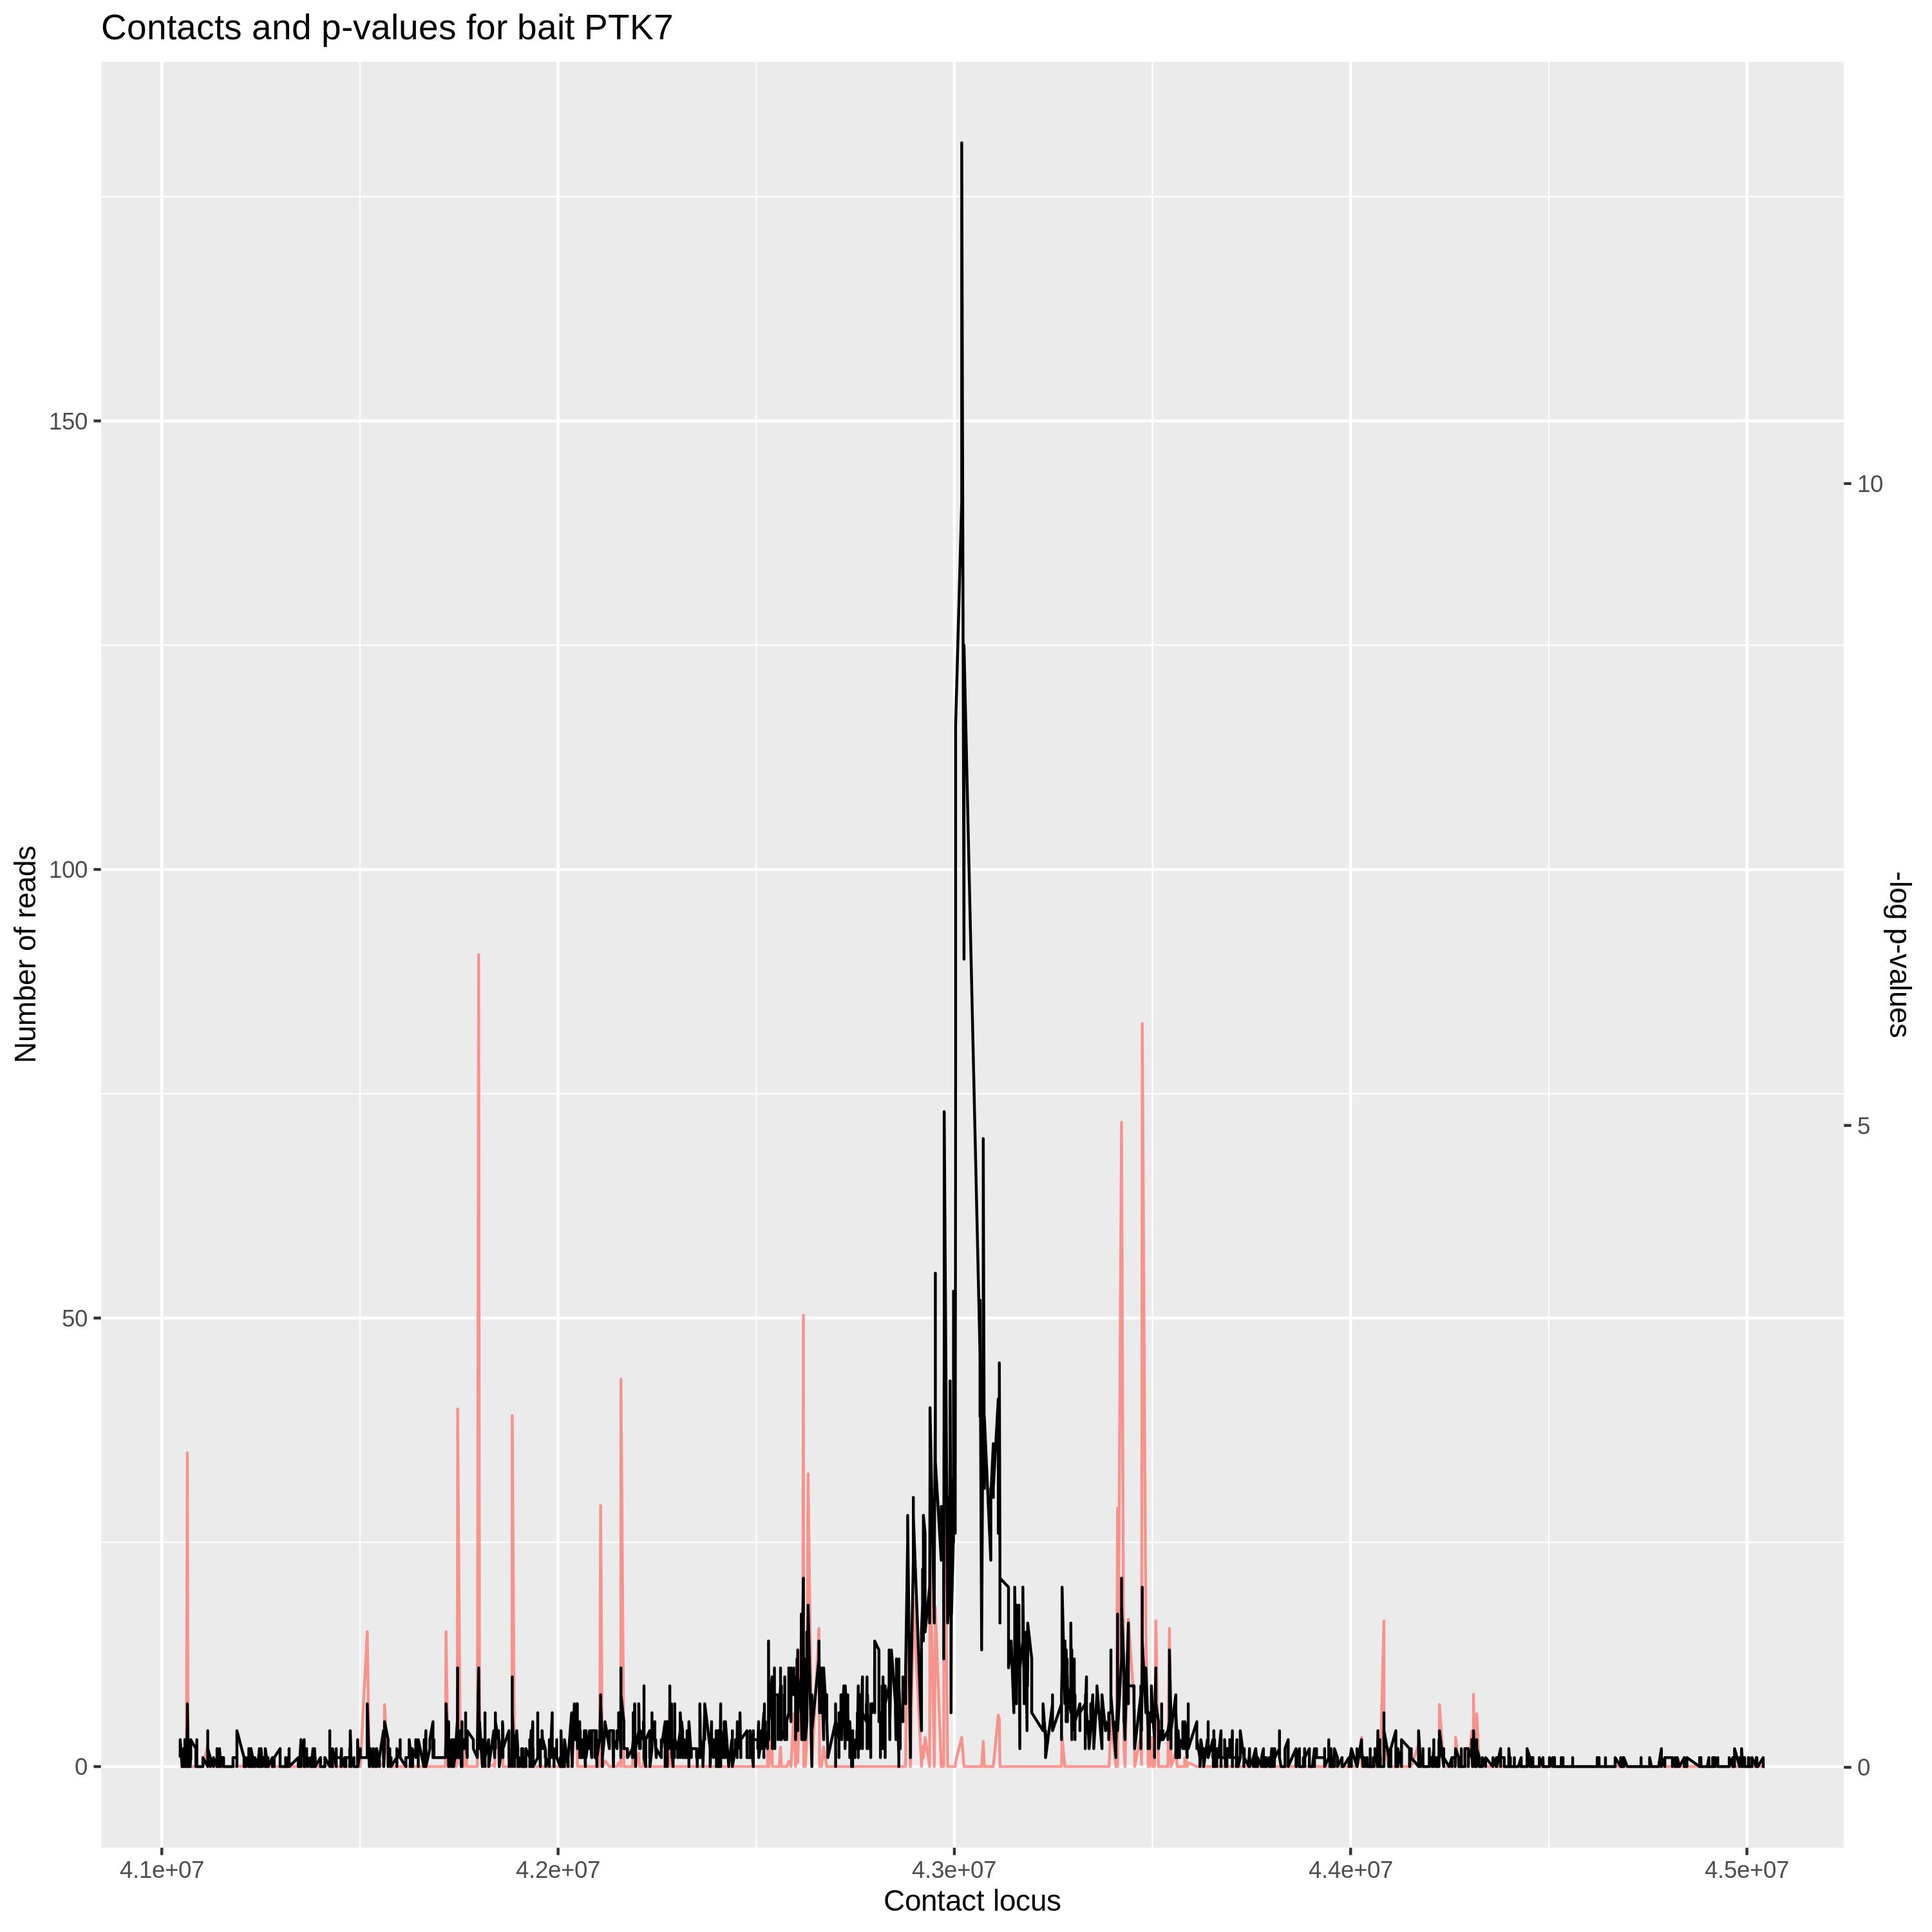 Contacts and p-values for bait PTK7
150
100
50
0
Number of reads
10
5
0
-log p-values
4.1e+07
4.2e+07
4.3e+07
4.4e+07
4.5e+07
Contact locus